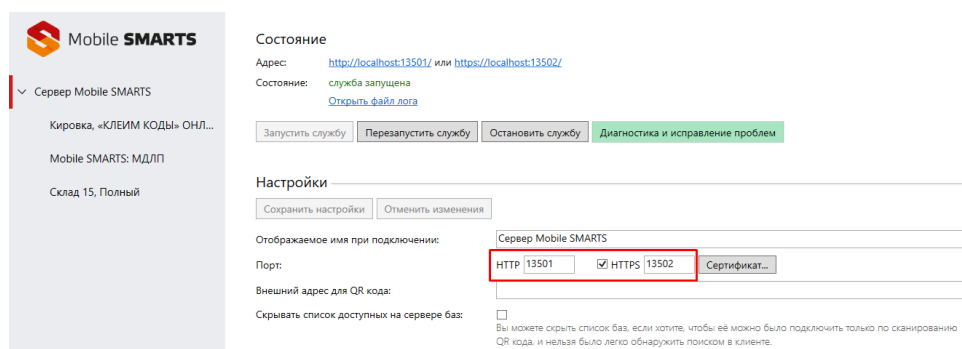 Mobile SMARTS
Сервер Mobile SMARTS
Кировка, «КЛЕИМ КОДЫ» ОНЛ...
Mobile SMARTS: МДЛП
Склад 15, Полный
Состояние
Адрес: http://localhost:13501/ или https://localhost:13502/
Состояние: служба запущена
Открыть файл лога
Запустить службу Перезапустить службу Остановить службу Диагностика и исправление проблем
Настройки
Сохранить настройки Отменить изменения
Отображаемое имя при подключении: Сервер Mobile SMARTS
Порт: HTTP 13501 HTTPS 13502 Сертификат...
Внешний адрес для QR кода:
Скрывать список доступных на сервере баз:
Вы можете скрыть список баз, если хотите, чтобы её можно было подключить только по сканированию
QR кода, и нельзя было легко обнаружить поиском в клиенте.